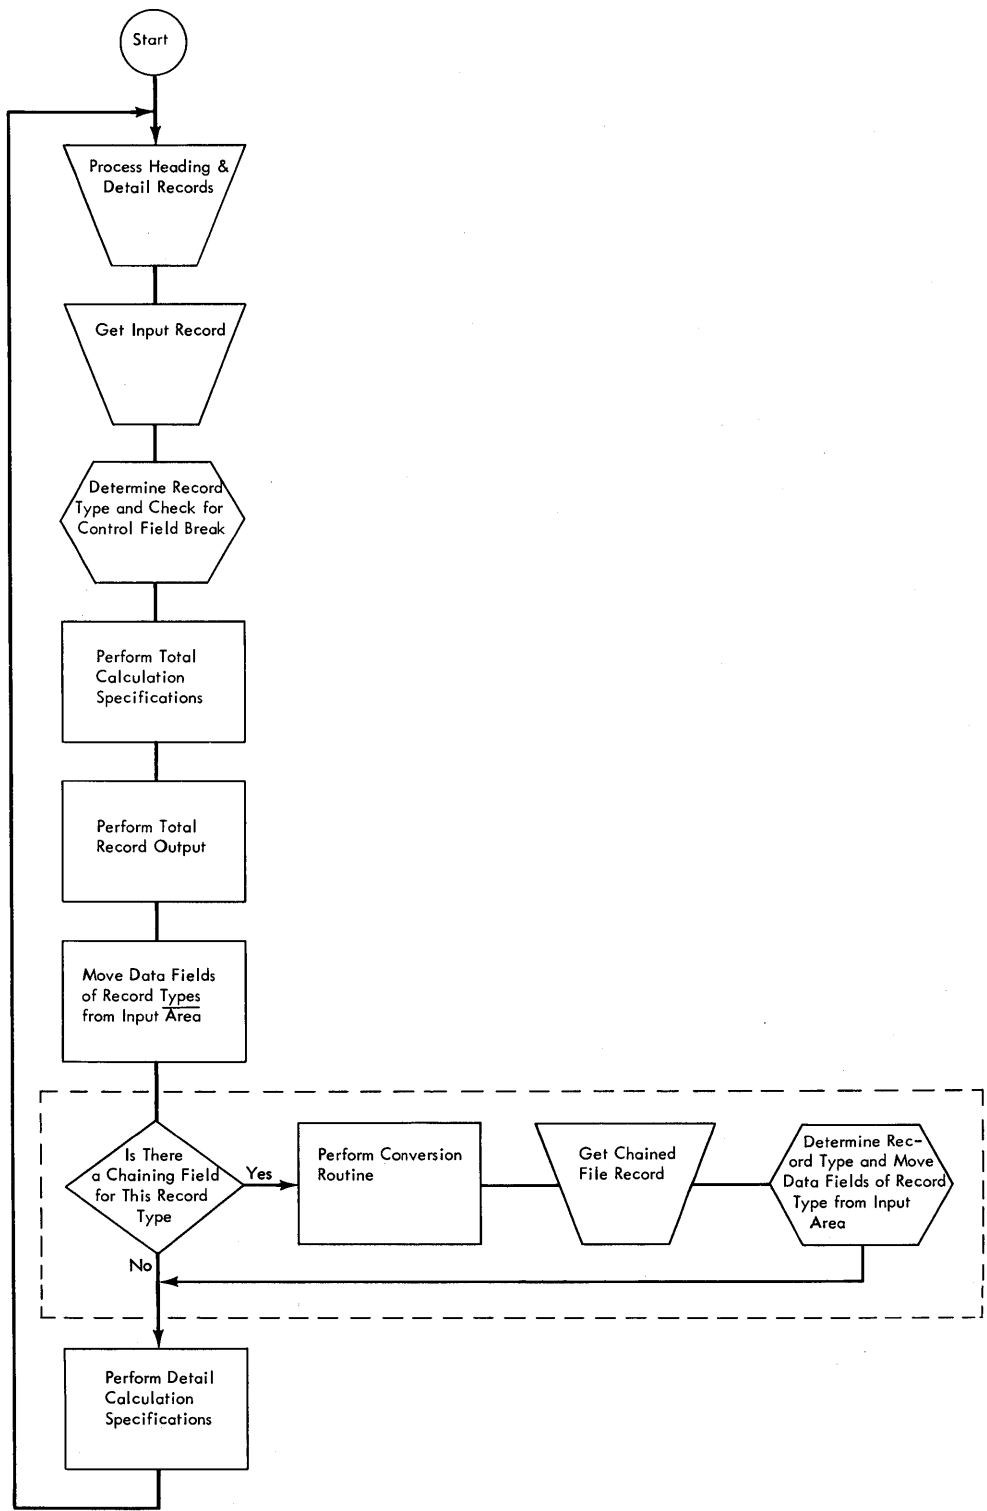 Start
Process Heading &
Detail Records
Get Input Record
Determine Record
Type and Check for
Control Field Break
Perform Total
Calculation
Specifications
Perform Total
Record Output
Move Data Fields
of Record Types
from Input Area
Is There
a Chaining Field
for This Record
Type
Yes
No
Perform Conversion
Routine
Get Chained
File Record
Determine Rec-
ord Type and Move
Data Fields of Record
Type from Input
Area
Perform Detail
Calculation
Specifications